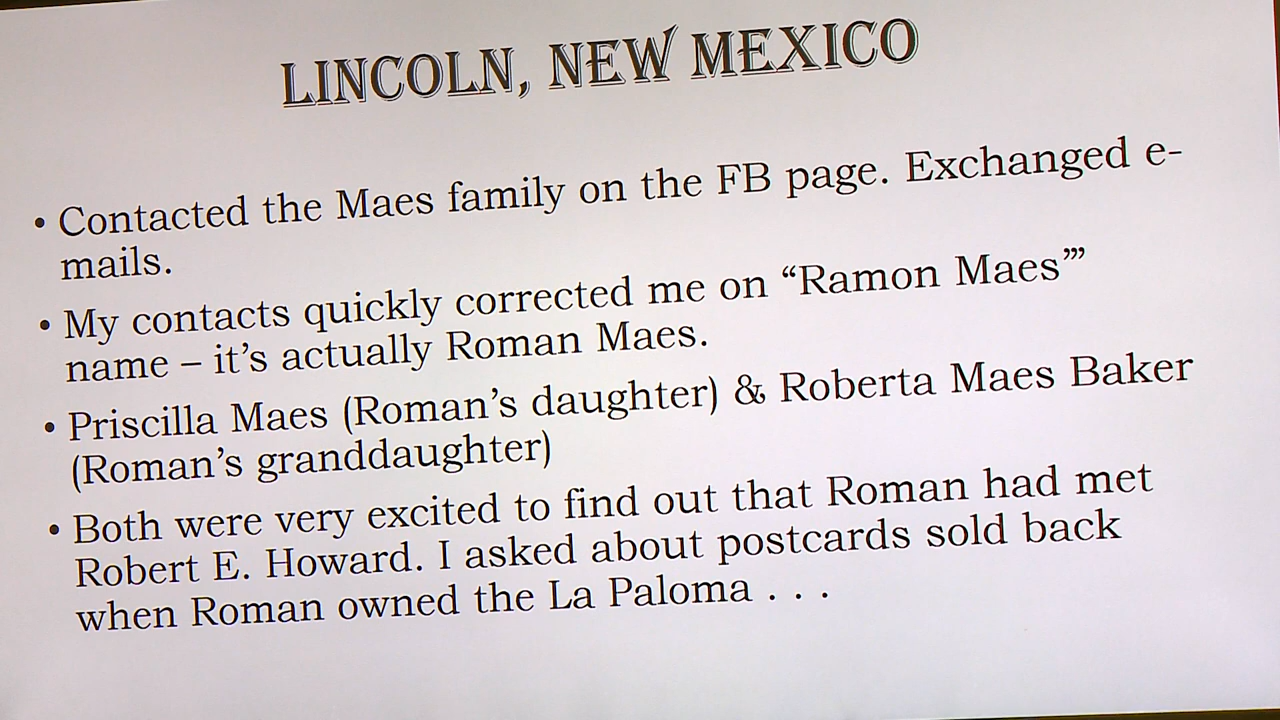 LINCOLN, NEW MEXICO
• Contacted the Maes family on the FB page. Exchanged e-
mails.
• My contacts quickly corrected me on “Ramon Maes’”
name – it’s actually Roman Maes.
• Priscilla Maes (Roman’s daughter) & Roberta Maes Baker
(Roman’s granddaughter)
• Both were very excited to find out that Roman had met
Robert E. Howard. I asked about postcards sold back
when Roman owned the La Paloma . . .